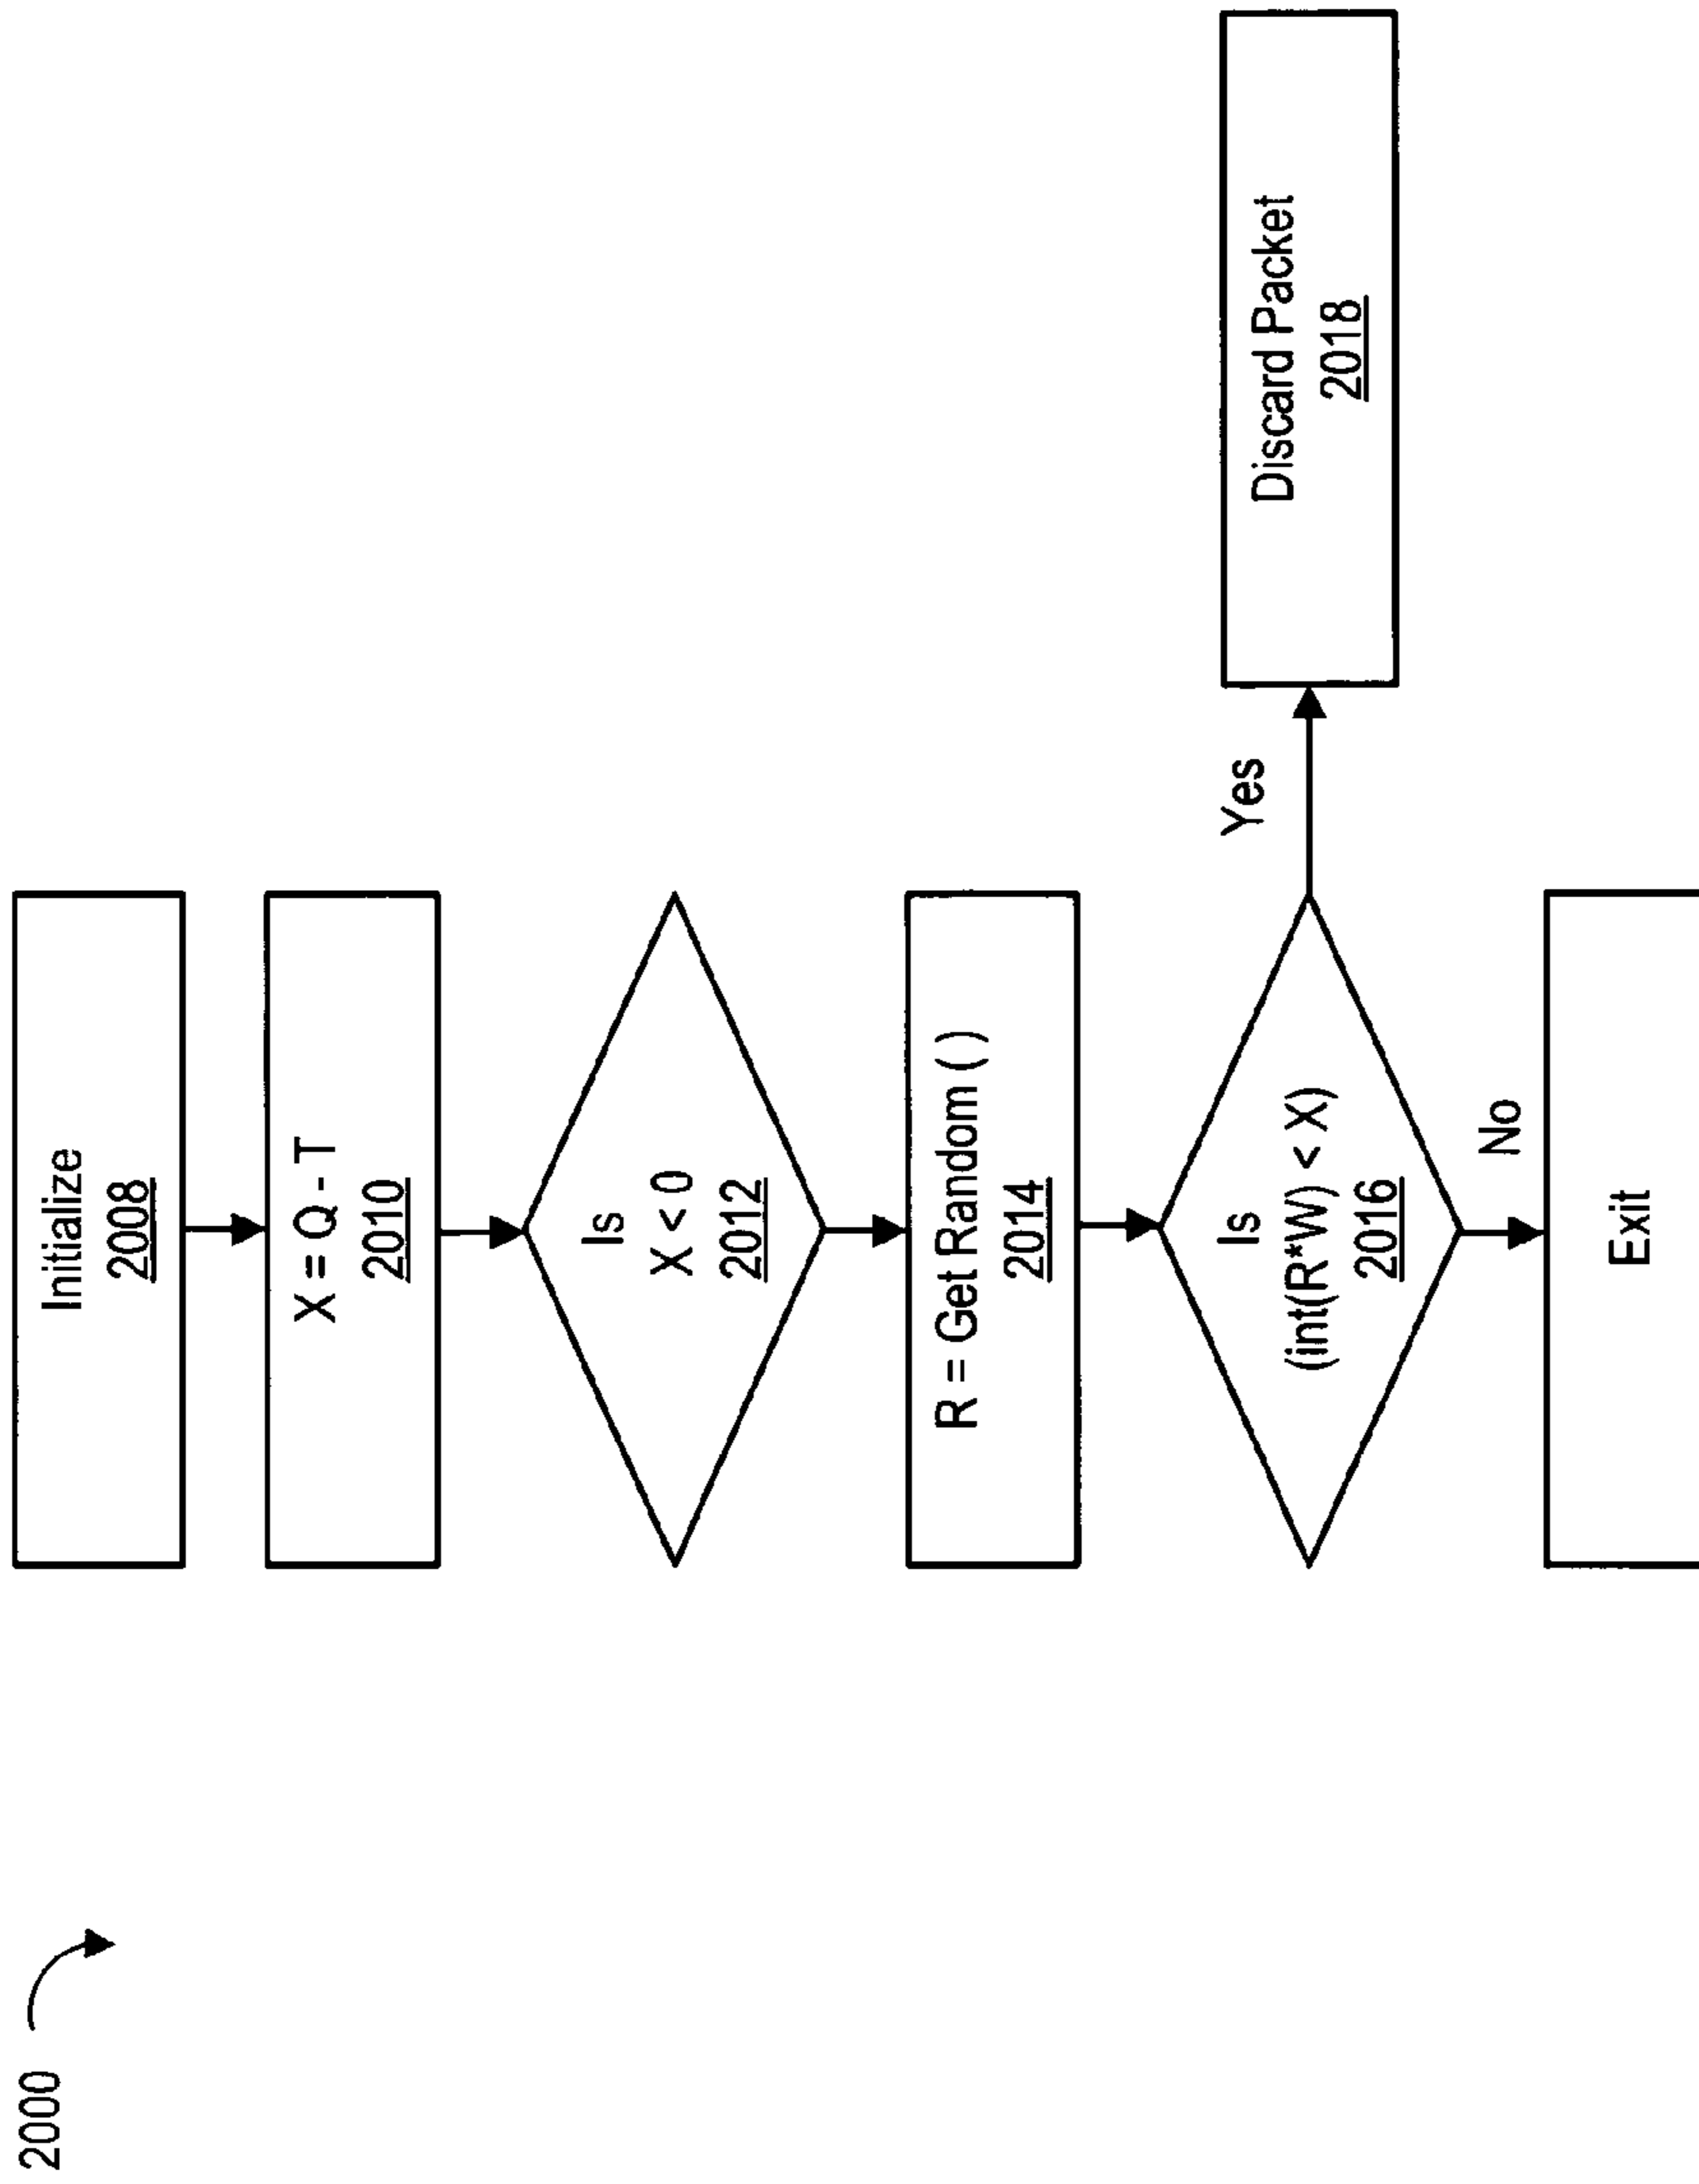 2000
Initialize
2008
X = Q - T
2010
Is
X < 0
2012
R = Get Random ( )
2014
Is
(int(R*W) < X)
2016
Yes
Discard Packet
2018
No
Exit